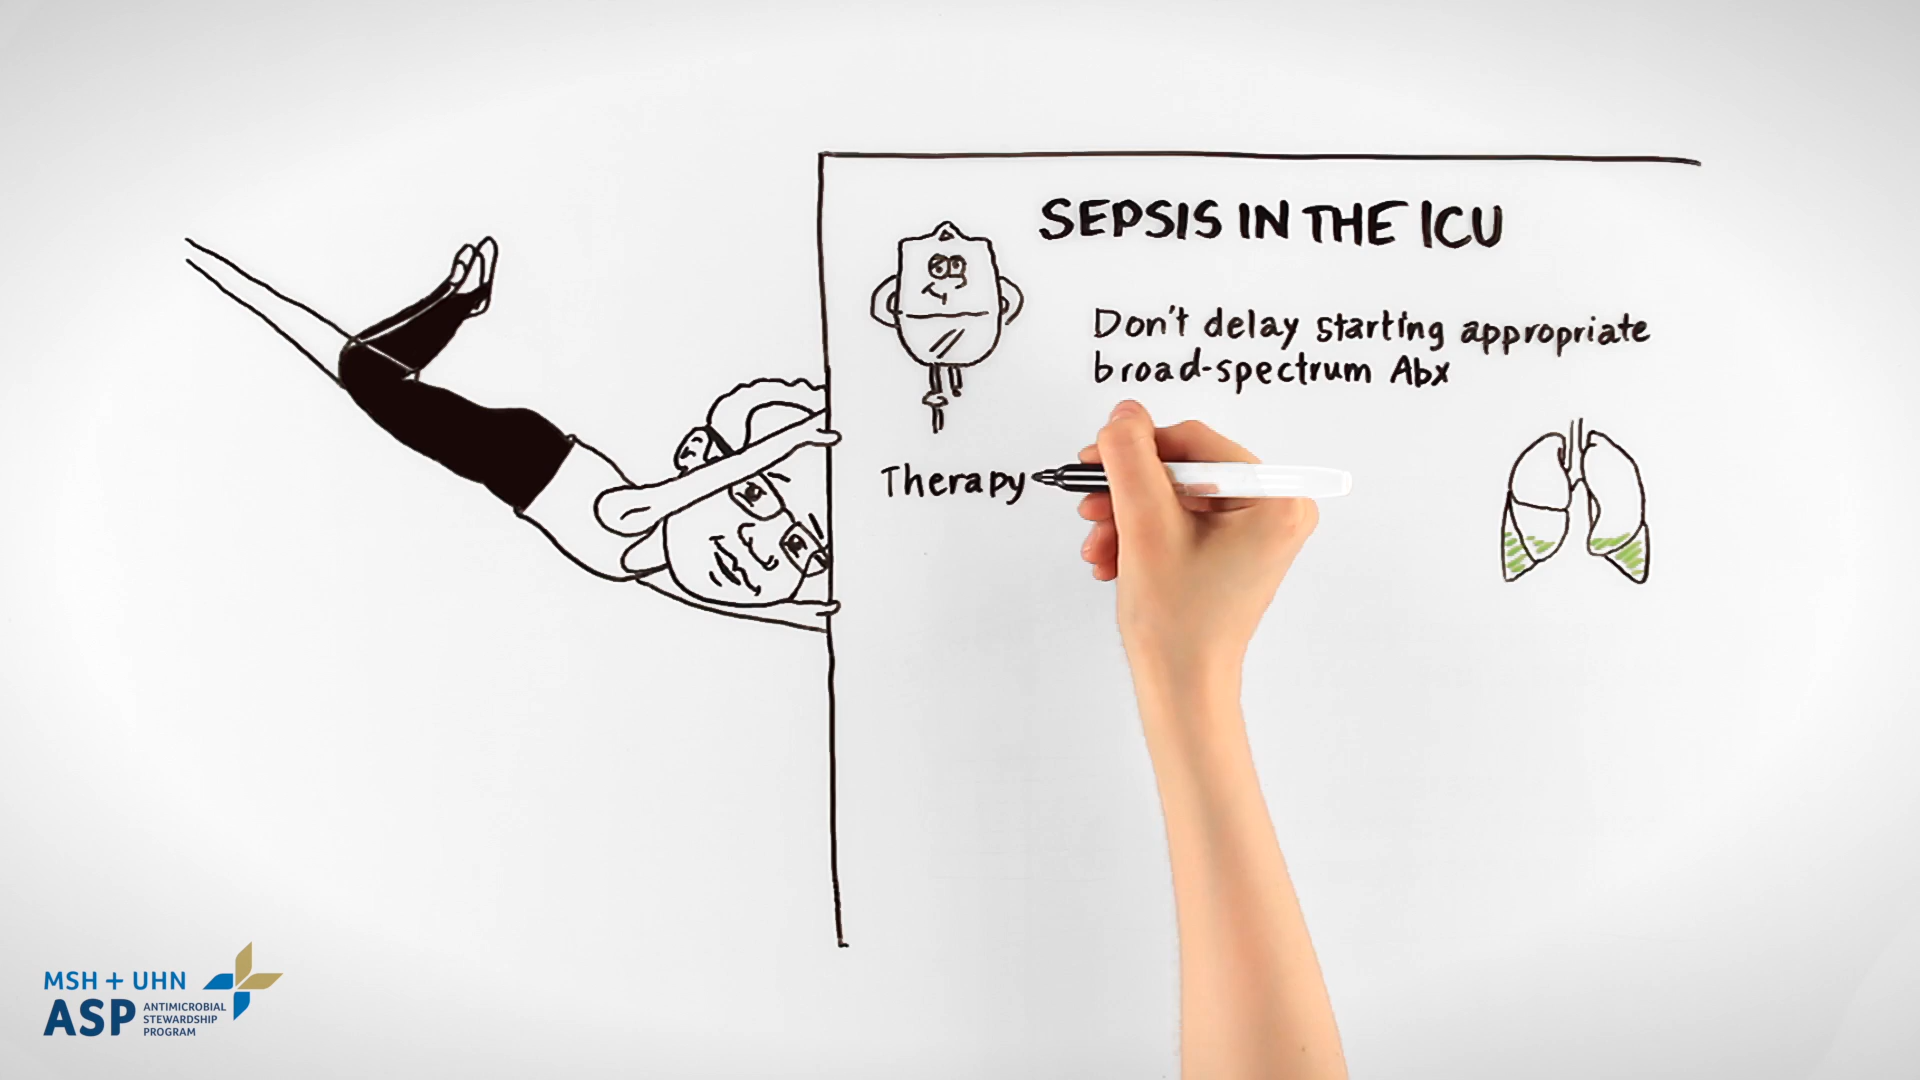 SEPSIS IN THE ICU
Don't delay starting appropriate
broad-spectrum Abx
Therapy
MSH + UHN
ASP
ANTIMICROBIAL
STEWARDSHIP
PROGRAM